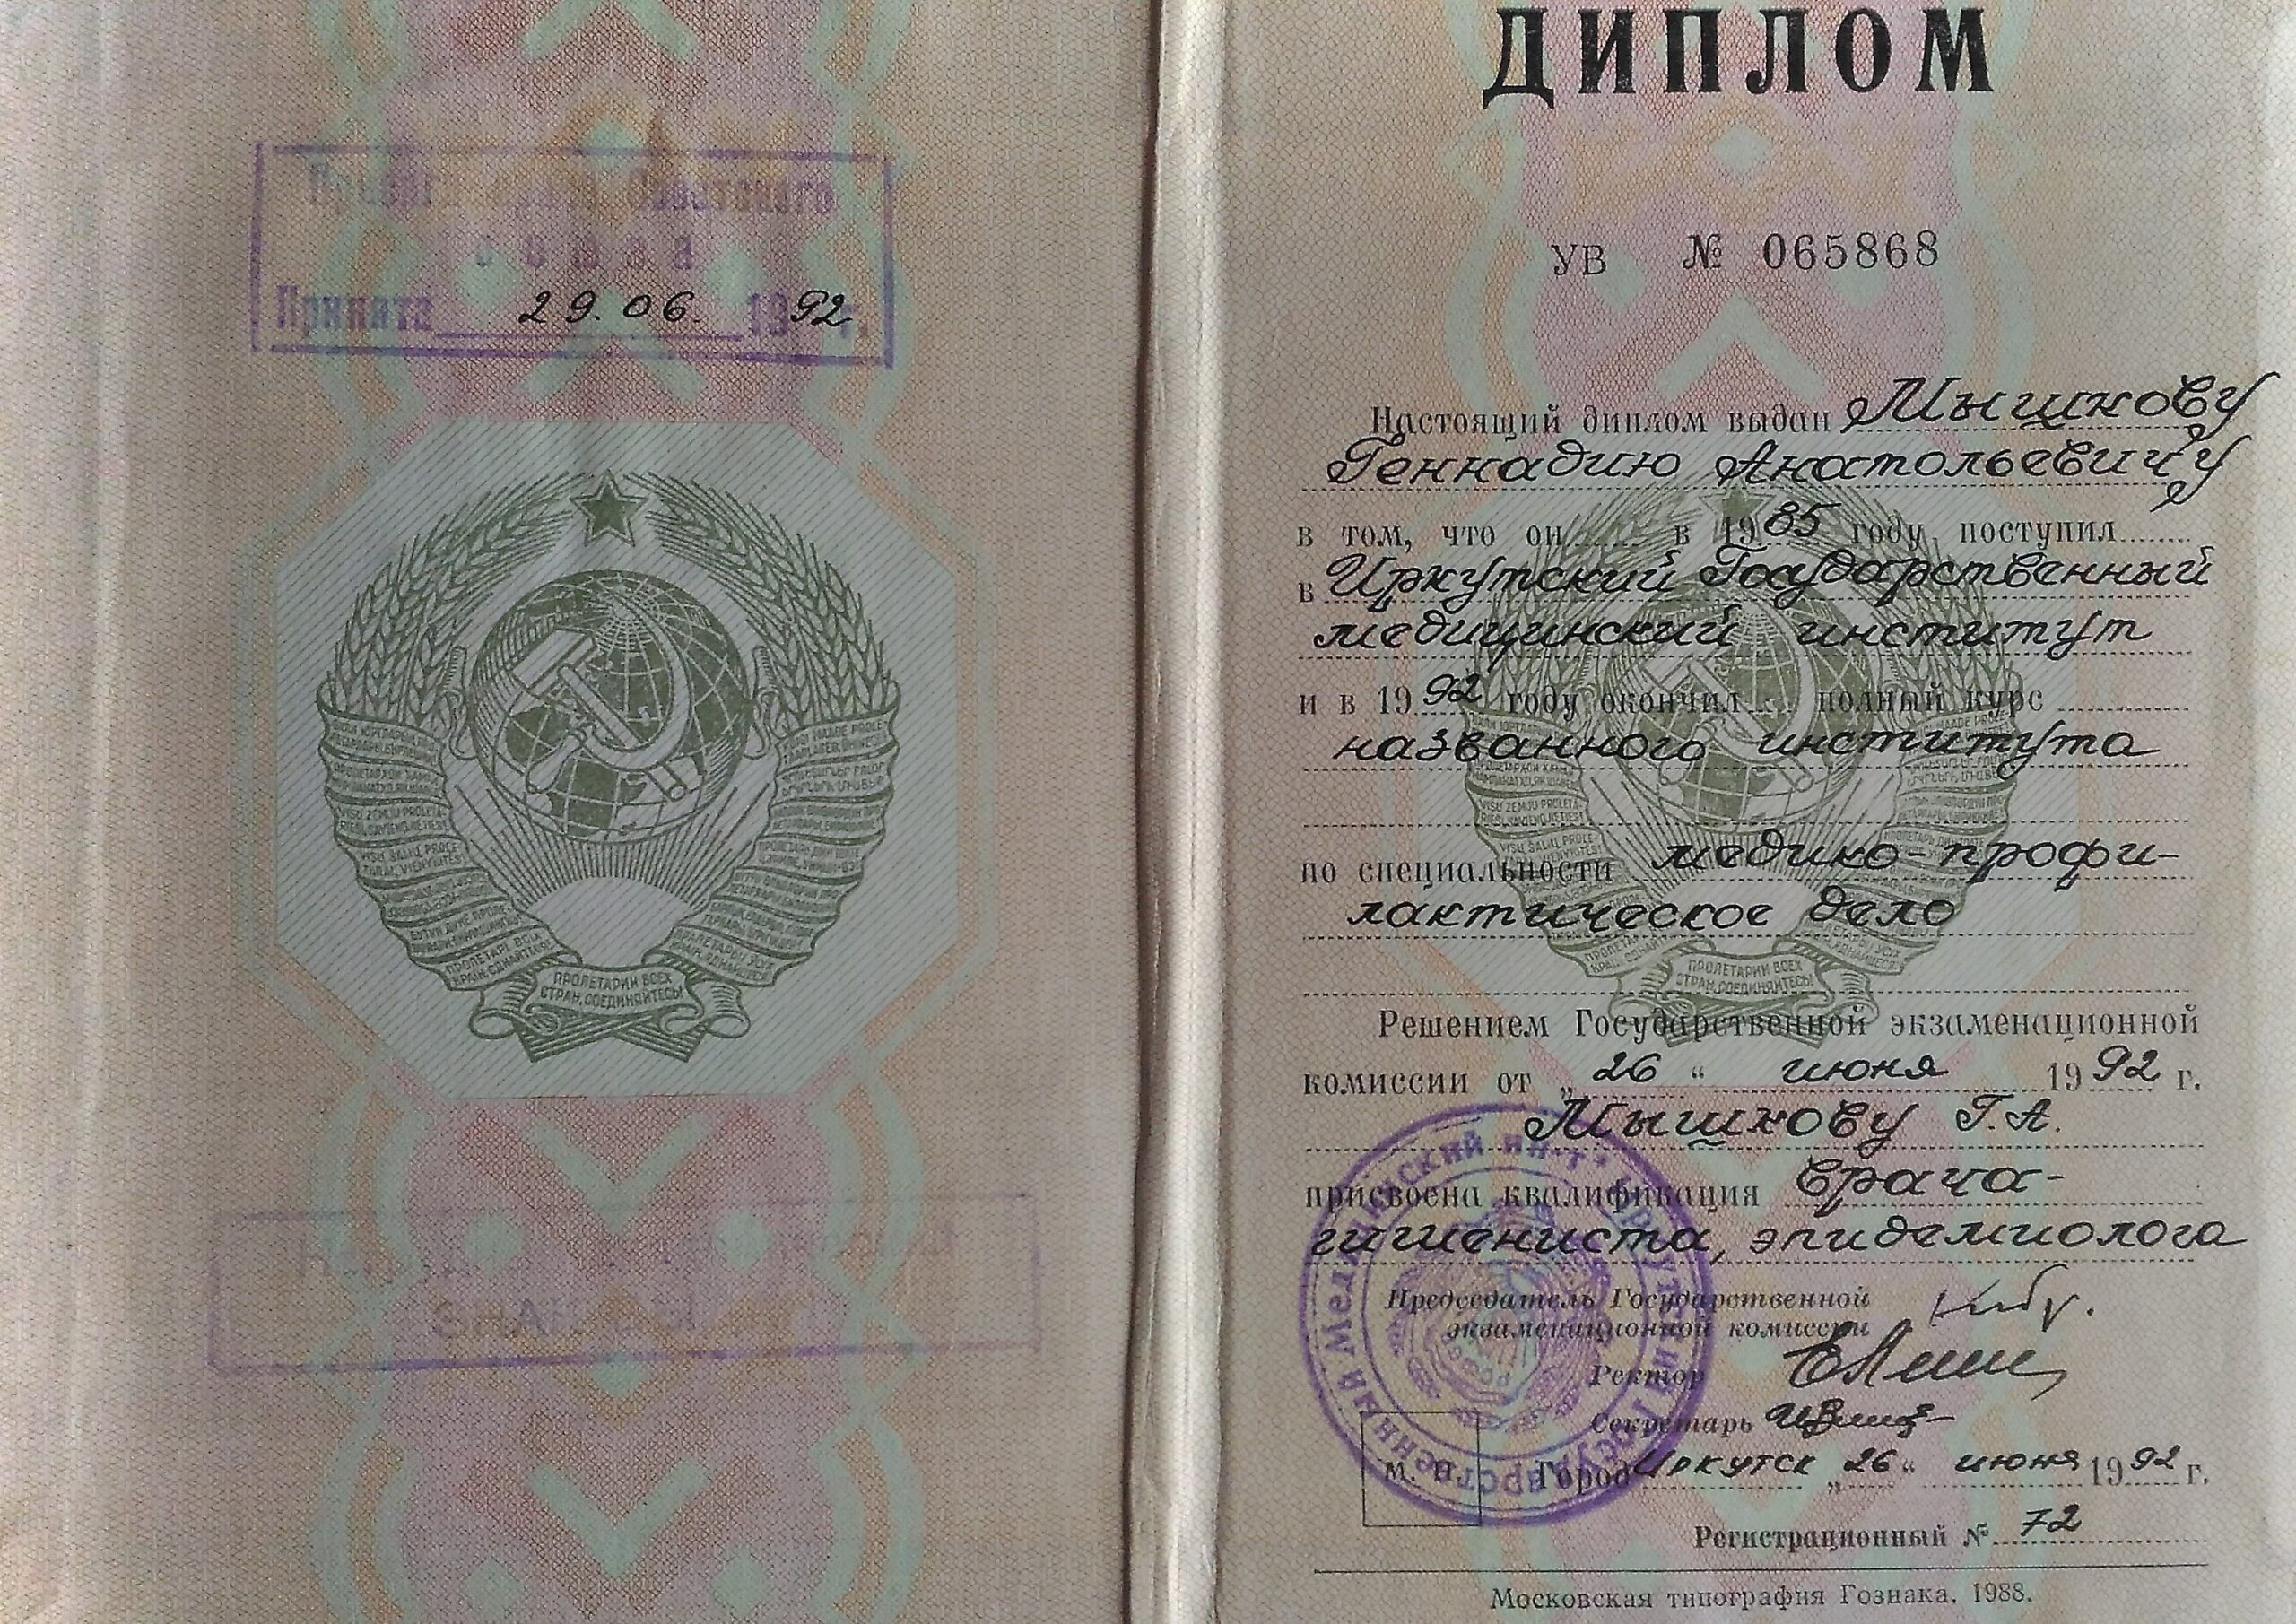 Советского
Принята 29.06. 1992 г.
ПРОЛЕТАРИИ ВСЕХ
СТРАН, СОЕДИНЯЙТЕСЬ!
ДИПЛОМ
УВ № 065868
Настоящий диплом выдан Мышкову
Геннадию Анатольевичу
в том, что он в 1985 году поступил
в Иркутский Государственный
медицинский институт
и в 1992 году окончил полный курс
названного института
по специальности медико-профи-
лактическое дело
Решением Государственной экзаменационной
комиссии от „26“ июня 1992 г.
Мышкову Г.А.
присвоена квалификация врача-
гигиениста, эпидемиолога
Председатель Государственной
экзаменационной комиссии
Ректор
Секретарь
М. П. Город Иркутск „26“ июня 1992 г.
Регистрационный № 72
Московская типография Гознака. 1988.